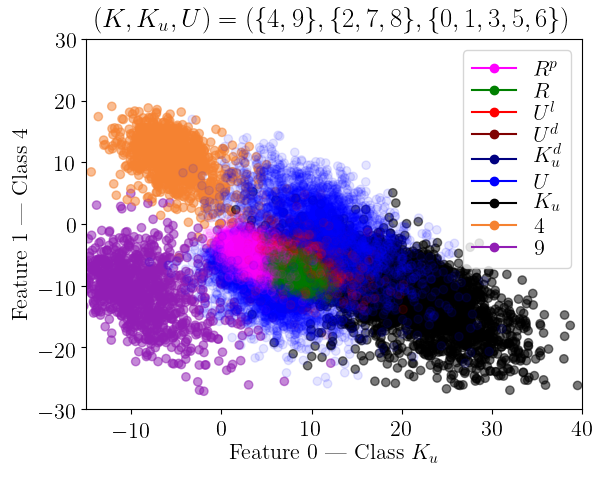 (K, K_u, U) = ({4, 9}, {2, 7, 8}, {0, 1, 3, 5, 6})
30
20
10
0
−10
−20
−30
Feature 1 — Class 4
R^p
R
U^l
U^d
K_u^d
U
K_u
4
9
−10
0
10
20
30
40
Feature 0 — Class K_u